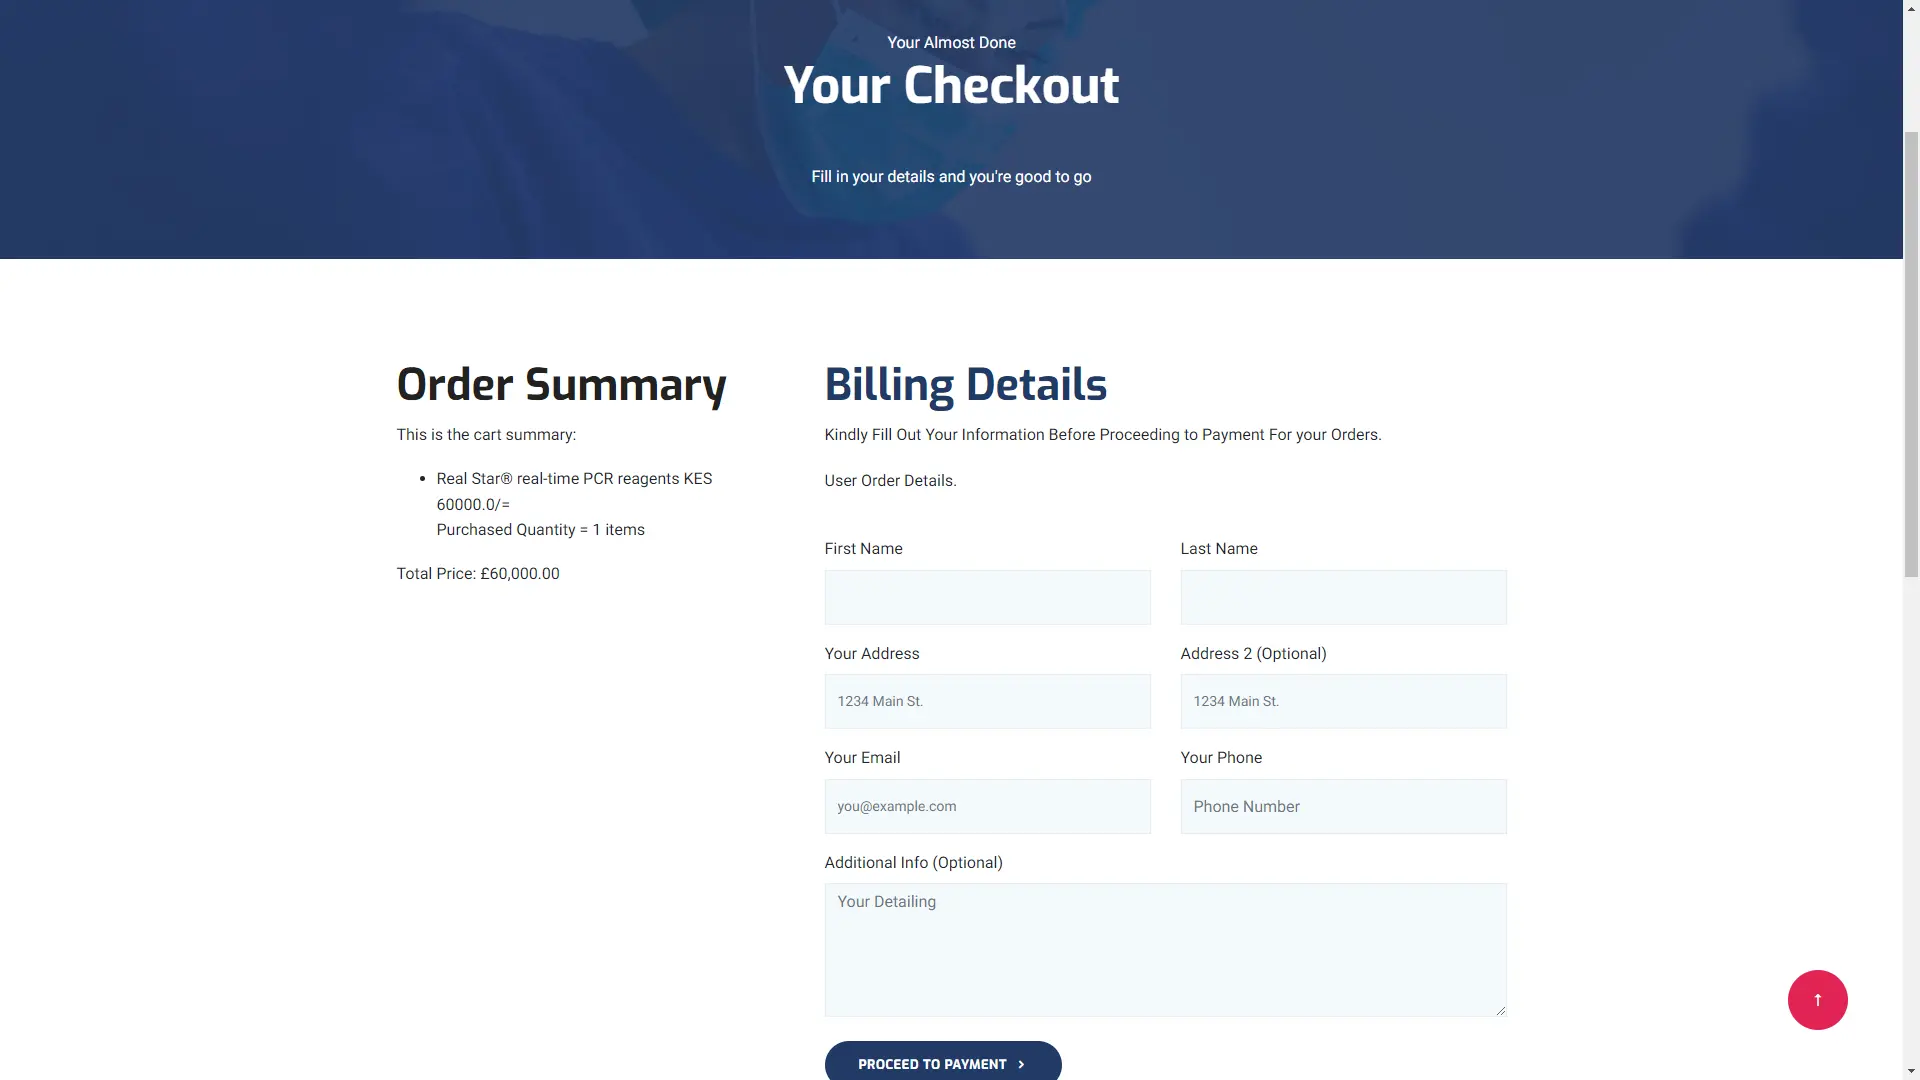 Your Almost Done
Your Checkout
Fill in your details and you're good to go
Order Summary
This is the cart summary:
Real Star® real-time PCR reagents KES
60000.0/=
Purchased Quantity = 1 items
Total Price: £60,000.00
Billing Details
Kindly Fill Out Your Information Before Proceeding to Payment For your Orders.
User Order Details.
First Name
Last Name
Your Address
Address 2 (Optional)
1234 Main St.
1234 Main St.
Your Email
Your Phone
you@example.com
Phone Number
Additional Info (Optional)
Your Detailing
PROCEED TO PAYMENT